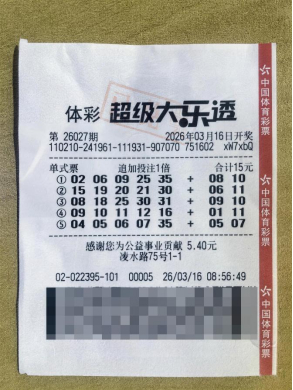 体彩 超级大乐透
第 26027期 2026年03月16日开奖
110210-241961-111931-907070 751602 xW7xbQ
单式票 追加投注1倍 合计15元
① 02 06 09 25 35 + 08 10
② 15 19 20 21 30 + 06 11
③ 08 18 25 30 31 + 09 10
④ 09 10 11 12 16 + 01 11
⑤ 04 05 06 07 35 + 05 07
感谢您为公益事业贡献 5.40元
凌水路75号1-1
02-022395-101 00005 26/03/16 08:56:49
中国体育彩票
中国体育彩票
中国体育彩票